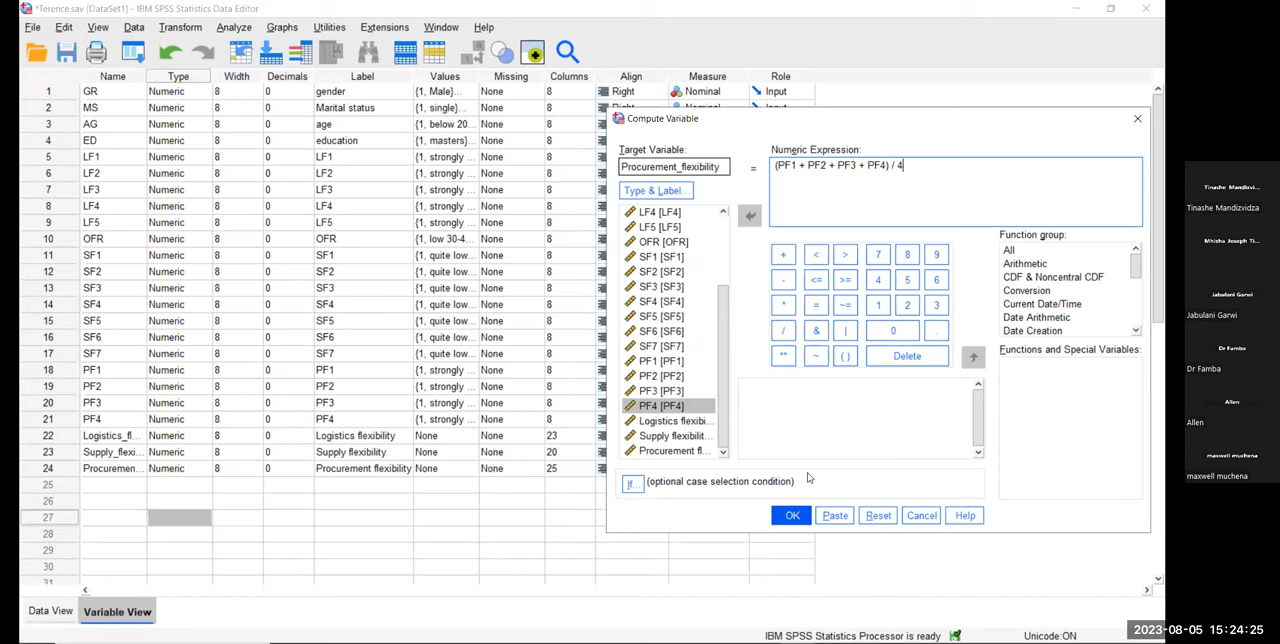 *Terence.sav [DataSet1] - IBM SPSS Statistics Data Editor
File Edit View Data Transform Analyze Graphs Utilities Extensions Window Help
Name Type Width Decimals Label Values Missing Columns Align Measure Role
1 GR Numeric 8 0 gender {1, Male}... None 8 Right Nominal Input
2 MS Numeric 8 0 Marital status {1, single}... None 8 Right Nominal Input
3 AG Numeric 8 0 age {1, below 20... None 8
4 ED Numeric 8 0 education {1, masters}... None 8
5 LF1 Numeric 8 0 LF1 {1, strongly ... None 8
6 LF2 Numeric 8 0 LF2 {1, strongly ... None 8
7 LF3 Numeric 8 0 LF3 {1, strongly ... None 8
8 LF4 Numeric 8 0 LF4 {1, strongly ... None 8
9 LF5 Numeric 8 0 LF5 {1, strongly ... None 8
10 OFR Numeric 8 0 OFR {1, low 30-4... None 8
11 SF1 Numeric 8 0 SF1 {1, quite low... None 8
12 SF2 Numeric 8 0 SF2 {1, quite low... None 8
13 SF3 Numeric 8 0 SF3 {1, quite low... None 8
14 SF4 Numeric 8 0 SF4 {1, quite low... None 8
15 SF5 Numeric 8 0 SF5 {1, quite low... None 8
16 SF6 Numeric 8 0 SF6 {1, quite low... None 8
17 SF7 Numeric 8 0 SF7 {1, quite low... None 8
18 PF1 Numeric 8 0 PF1 {1, strongly ... None 8
19 PF2 Numeric 8 0 PF2 {1, strongly ... None 8
20 PF3 Numeric 8 0 PF3 {1, strongly ... None 8
21 PF4 Numeric 8 0 PF4 {1, strongly ... None 8
22 Logistics_fl... Numeric 8 0 Logistics flexibility None 23
23 Supply_flexi... Numeric 8 0 Supply flexibility None None 20
24 Procuremen... Numeric 8 0 Procurement flexibility None None 25
25
26
27
28
29
30
31
Compute Variable
Target Variable:
Procurement_flexibility
=
Numeric Expression:
(PF1 + PF2 + PF3 + PF4) / 4
Type & Label...
LF4 [LF4]
LF5 [LF5]
OFR [OFR]
SF1 [SF1]
SF2 [SF2]
SF3 [SF3]
SF4 [SF4]
SF5 [SF5]
SF6 [SF6]
SF7 [SF7]
PF1 [PF1]
PF2 [PF2]
PF3 [PF3]
PF4 [PF4]
Logistics flexibi...
Supply flexibilit...
Procurement fl...
+ < > 7 8 9
- <= >= 4 5 6
* = ~= 1 2 3
/ & | 0 .
** ~ ( ) Delete
Function group:
All
Arithmetic
CDF & Noncentral CDF
Conversion
Current Date/Time
Date Arithmetic
Date Creation
Functions and Special Variables:
If... (optional case selection condition)
OK Paste Reset Cancel Help
Data View Variable View
IBM SPSS Statistics Processor is ready Unicode:ON
Tinashe Mandizvi...
Tinashe Mandizvidza
Mhizha Joseph Ti...
Jabulani Garwi
Jabulani Garwi
Dr Famba
Dr Famba
Allen
Allen
maxwell muchena
maxwell muchena
2023-08-05 15:24:25